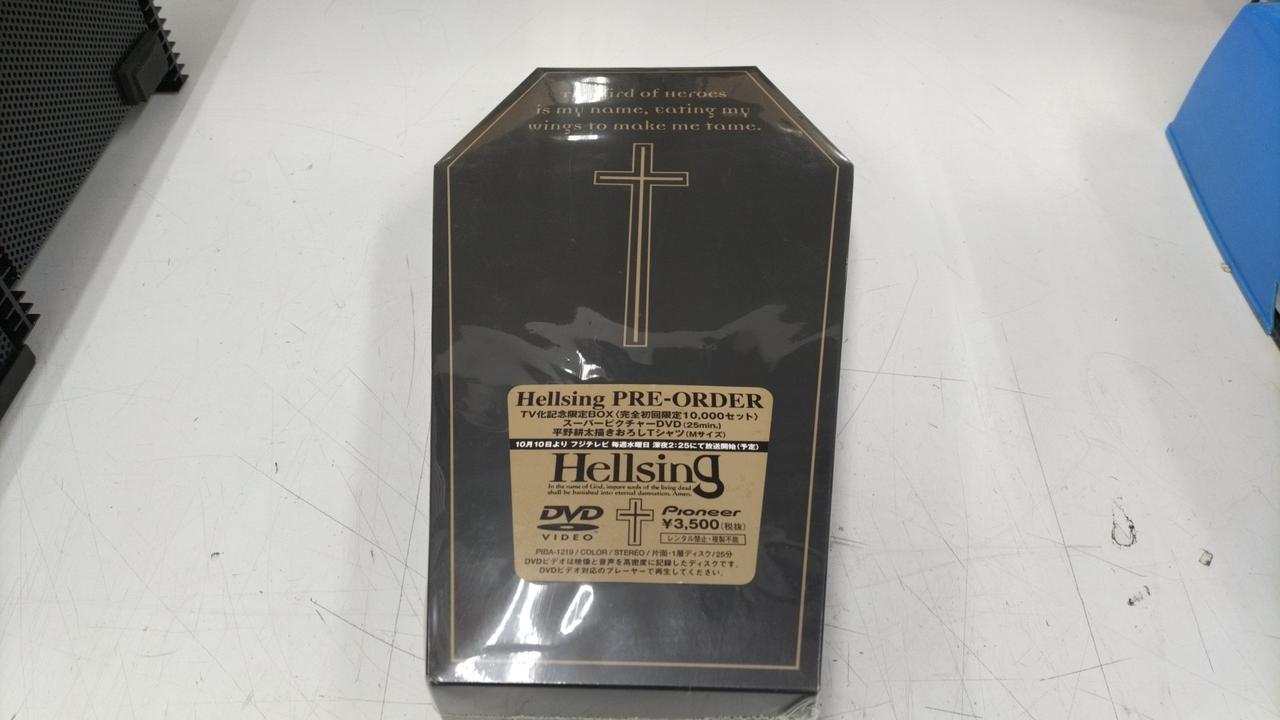 Bird of Heroes
is my name, eating my
wings to make me tame.
Hellsing PRE-ORDER
TV化記念限定BOX〈完全初回限定10,000セット〉
スーパーピクチャーDVD(25min.)
平野耕太描きおろしTシャツ(Mサイズ)
10月10日より フジテレビ 毎週水曜日 深夜2:25にて放送開始(予定)
Hellsing
In the name of God, impure souls of the living dead
shall be banished into eternal damnation. Amen.
DVD
VIDEO™
Pioneer
¥3,500(税抜)
レンタル禁止・複製不能
PIBA-1219 / COLOR / STEREO / 片面・1層ディスク/25分
DVDビデオは映像と音声を高密度に記録したディスクです。
DVDビデオ対応のプレーヤーで再生してください。